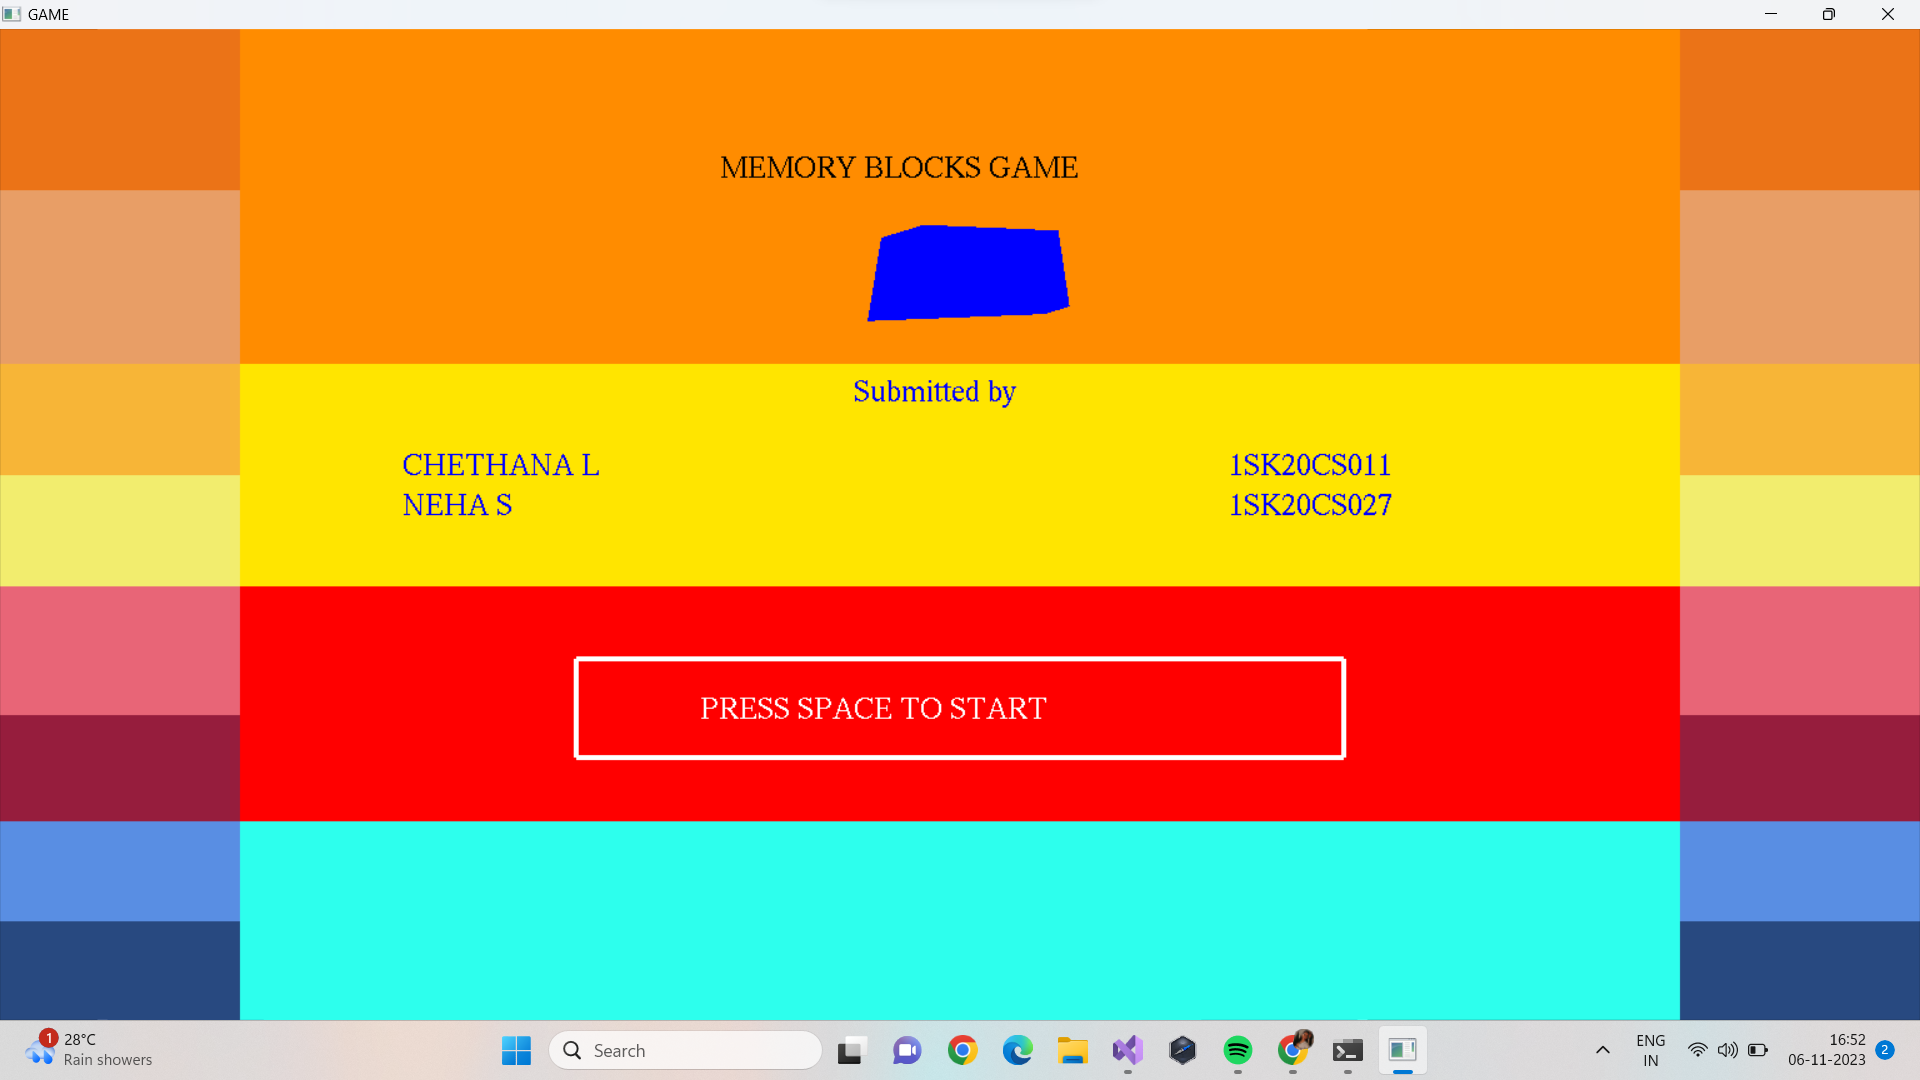 GAME
MEMORY BLOCKS GAME
Submitted by
CHETHANA L 1SK20CS011
NEHA S 1SK20CS027
PRESS SPACE TO START
1
28°C
Rain showers
Search
ENG
IN
16:52
06-11-2023
2